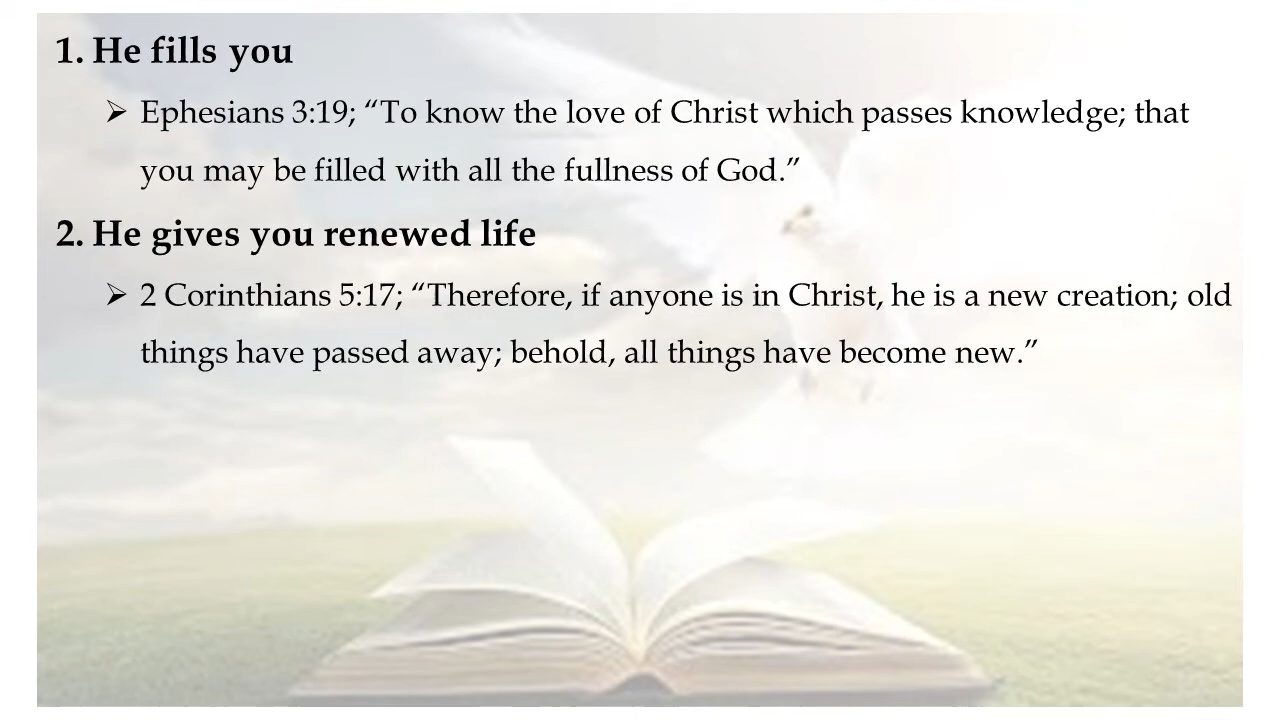 1. He fills you
➢ Ephesians 3:19; “To know the love of Christ which passes knowledge; that
you may be filled with all the fullness of God.”
2. He gives you renewed life
➢ 2 Corinthians 5:17; “Therefore, if anyone is in Christ, he is a new creation; old
things have passed away; behold, all things have become new.”